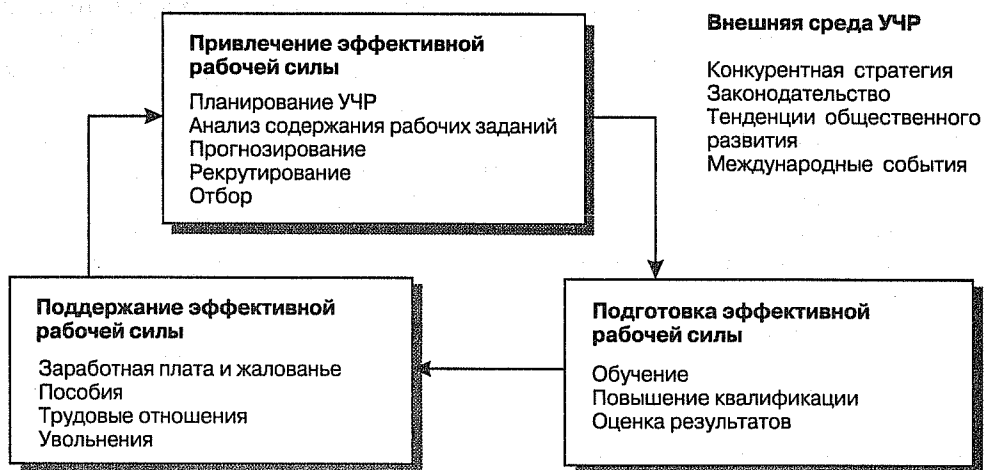 Привлечение эффективной
рабочей силы
Планирование УЧР
Анализ содержания рабочих заданий
Прогнозирование
Рекрутирование
Отбор
Внешняя среда УЧР
Конкурентная стратегия
Законодательство
Тенденции общественного
развития
Международные события
Поддержание эффективной
рабочей силы
Заработная плата и жалованье
Пособия
Трудовые отношения
Увольнения
Подготовка эффективной
рабочей силы
Обучение
Повышение квалификации
Оценка результатов